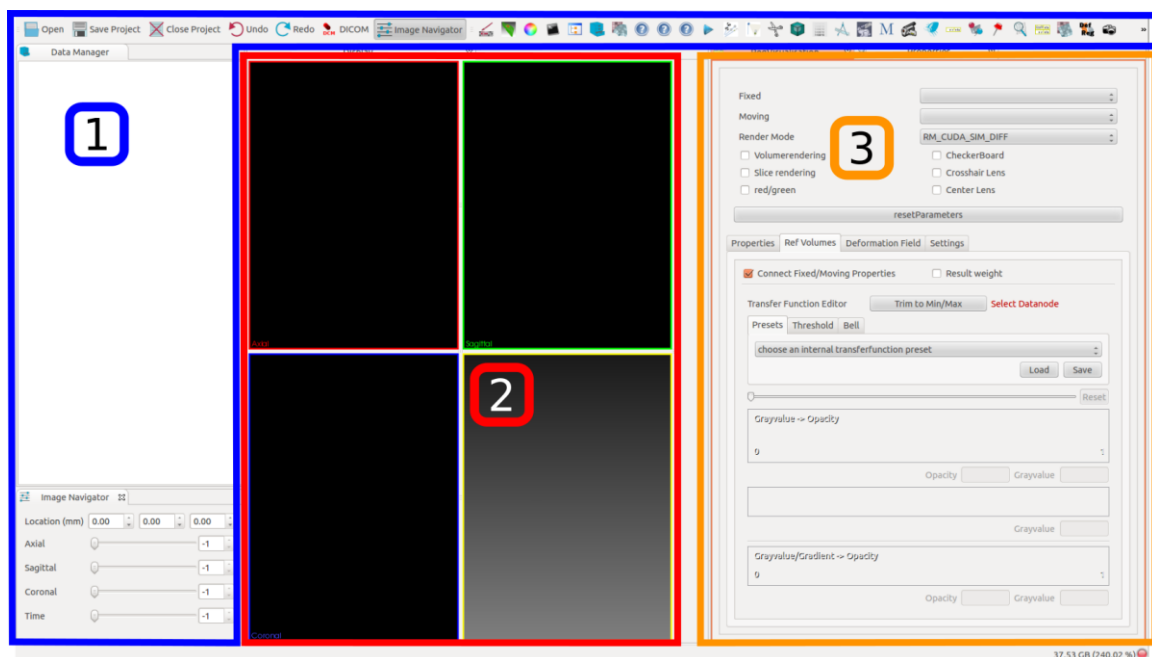 Open Save Project Close Project Undo Redo DICOM Image Navigator M »
Data Manager
1
Axial
Sagittal
2
Coronal
Image Navigator
Location (mm) 0.00 0.00 0.00
Axial -1
Sagittal -1
Coronal -1
Time -1
3
Fixed
Moving
Render Mode RM_CUDA_SIM_DIFF
Volumerendering CheckerBoard
Slice rendering Crosshair Lens
red/green Center Lens
resetParameters
Properties Ref Volumes Deformation Field Settings
Connect Fixed/Moving Properties Result weight
Transfer Function Editor Trim to Min/Max Select Datanode
Presets Threshold Bell
choose an internal transferfunction preset
Load Save
Reset
Grayvalue -> Opacity
0
Opacity Grayvalue
Grayvalue
Grayvalue/Gradient -> Opacity
0
Opacity Grayvalue
37.53 GB (240.02 %)